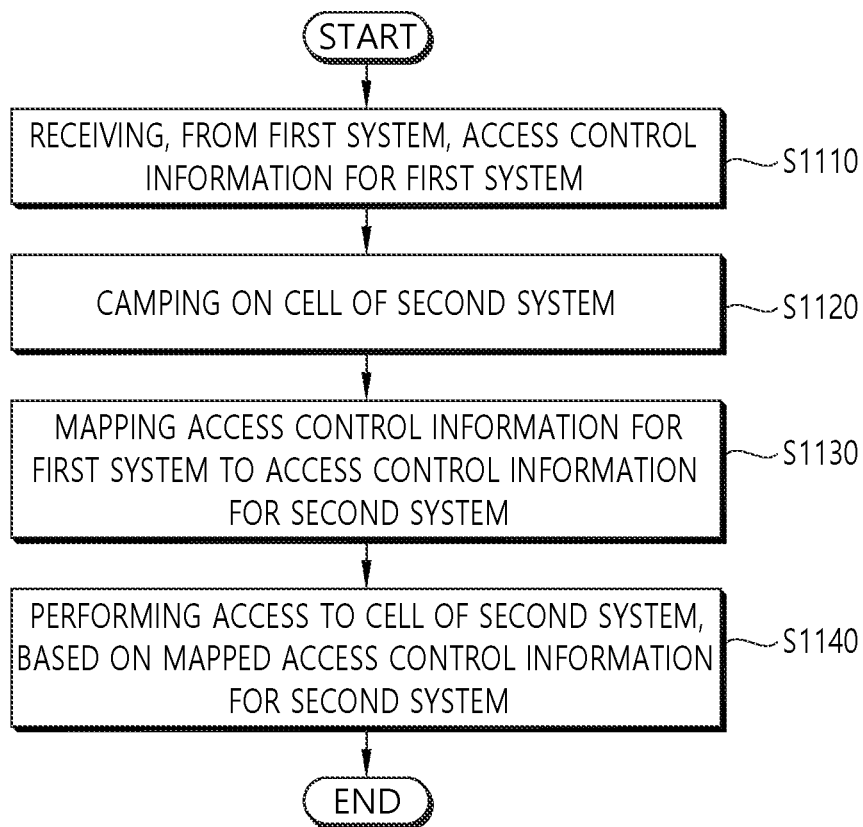 START
RECEIVING, FROM FIRST SYSTEM, ACCESS CONTROL
INFORMATION FOR FIRST SYSTEM
S1110
CAMPING ON CELL OF SECOND SYSTEM
S1120
MAPPING ACCESS CONTROL INFORMATION FOR
FIRST SYSTEM TO ACCESS CONTROL INFORMATION
FOR SECOND SYSTEM
S1130
PERFORMING ACCESS TO CELL OF SECOND SYSTEM,
BASED ON MAPPED ACCESS CONTROL INFORMATION
FOR SECOND SYSTEM
S1140
END